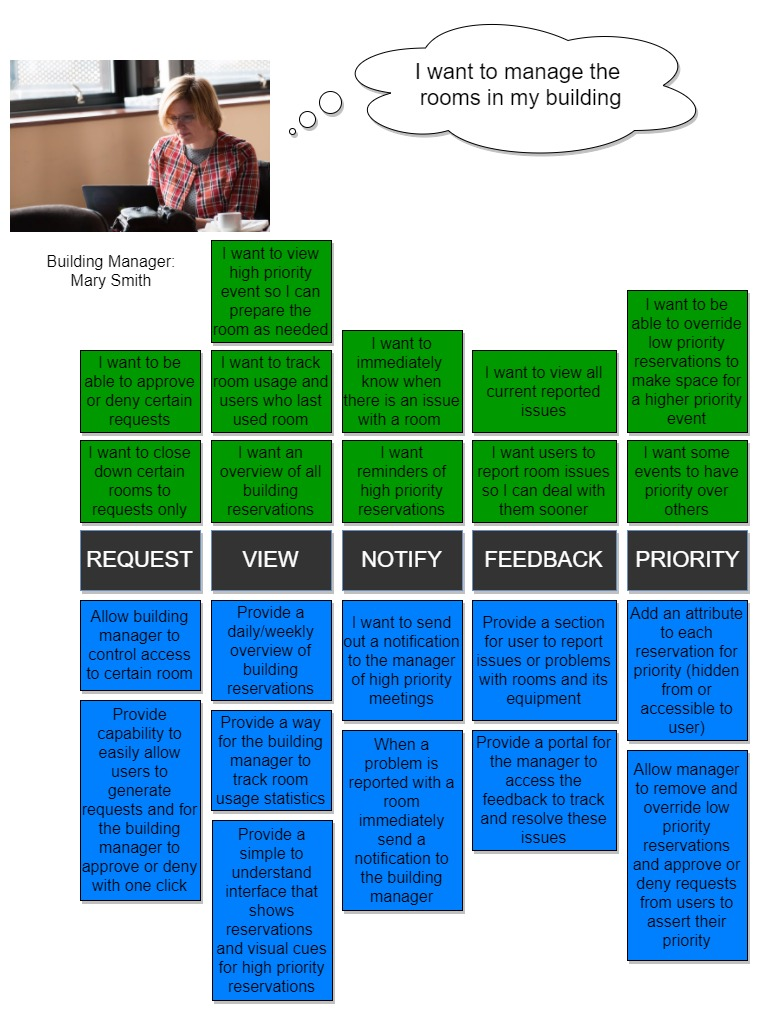 I want to manage the
rooms in my building
Building Manager:
Mary Smith
I want to be
able to approve
or deny certain
requests
I want to close
down certain
rooms to
requests only
REQUEST
Allow building
manager to
control access
to certain room
Provide
capability to
easily allow
users to
generate
requests and for
the building
manager to
approve or deny
with one click
I want to view
high priority
event so I can
prepare the
room as needed
I want to track
room usage and
users who last
used room
I want an
overview of all
building
reservations
VIEW
Provide a
daily/weekly
overview of
building
reservations
Provide a way
for the building
manager to
track room
usage statistics
Provide a
simple to
understand
interface that
shows
reservations
and visual cues
for high priority
reservations
I want to
immediately
know when
there is an issue
with a room
I want
reminders of
high priority
reservations
NOTIFY
I want to send
out a notification
to the manager
of high priority
meetings
When a
problem is
reported with a
room
immediately
send a
notification to
the building
manager
I want to view all
current reported
issues
I want users to
report room issues
so I can deal with
them sooner
FEEDBACK
Provide a section
for user to report
issues or problems
with rooms and its
equipment
Provide a portal for
the manager to
access the
feedback to track
and resolve these
issues
I want to be
able to override
low priority
reservations to
make space for
a higher priority
event
I want some
events to have
priority over
others
PRIORITY
Add an attribute
to each
reservation for
priority (hidden
from or
accessible to
user)
Allow manager
to remove and
override low
priority
reservations
and approve or
deny requests
from users to
assert their
priority